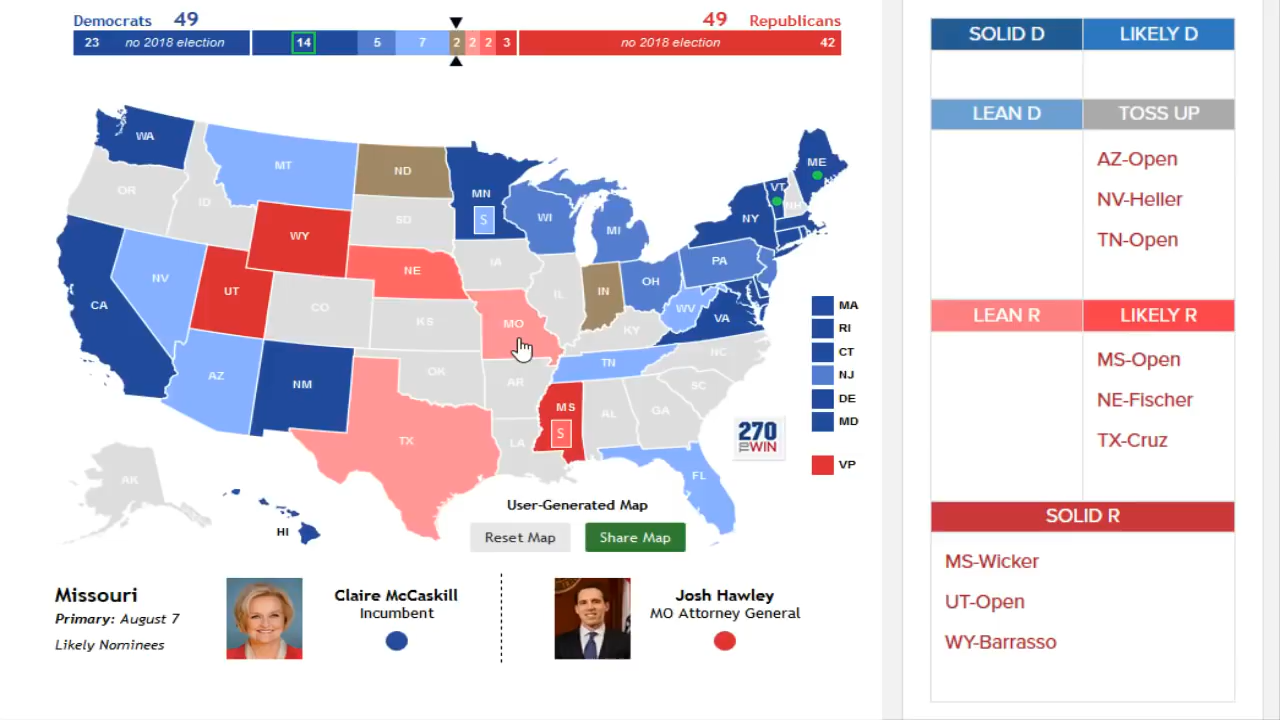 Democrats 49
49 Republicans
23 no 2018 election 14 5 7 2 2 2 3 no 2018 election 42
WA
MT
ND
MN
S
OR
ID
SD
WI
MI
ME
VT
NH
NY
WY
NE
IA
PA
NV
UT
CO
KS
MO
IL
IN
OH
WV
VA
KY
CA
AZ
NM
OK
AR
TN
NC
SC
TX
LA
MS
S
AL
GA
FL
AK
HI
MA
RI
CT
NJ
DE
MD
VP
270
TO WIN
User-Generated Map
Reset Map
Share Map
Missouri
Primary: August 7
Likely Nominees
Claire McCaskill
Incumbent
Josh Hawley
MO Attorney General
SOLID D
LIKELY D
LEAN D
TOSS UP
AZ-Open
NV-Heller
TN-Open
LEAN R
LIKELY R
MS-Open
NE-Fischer
TX-Cruz
SOLID R
MS-Wicker
UT-Open
WY-Barrasso